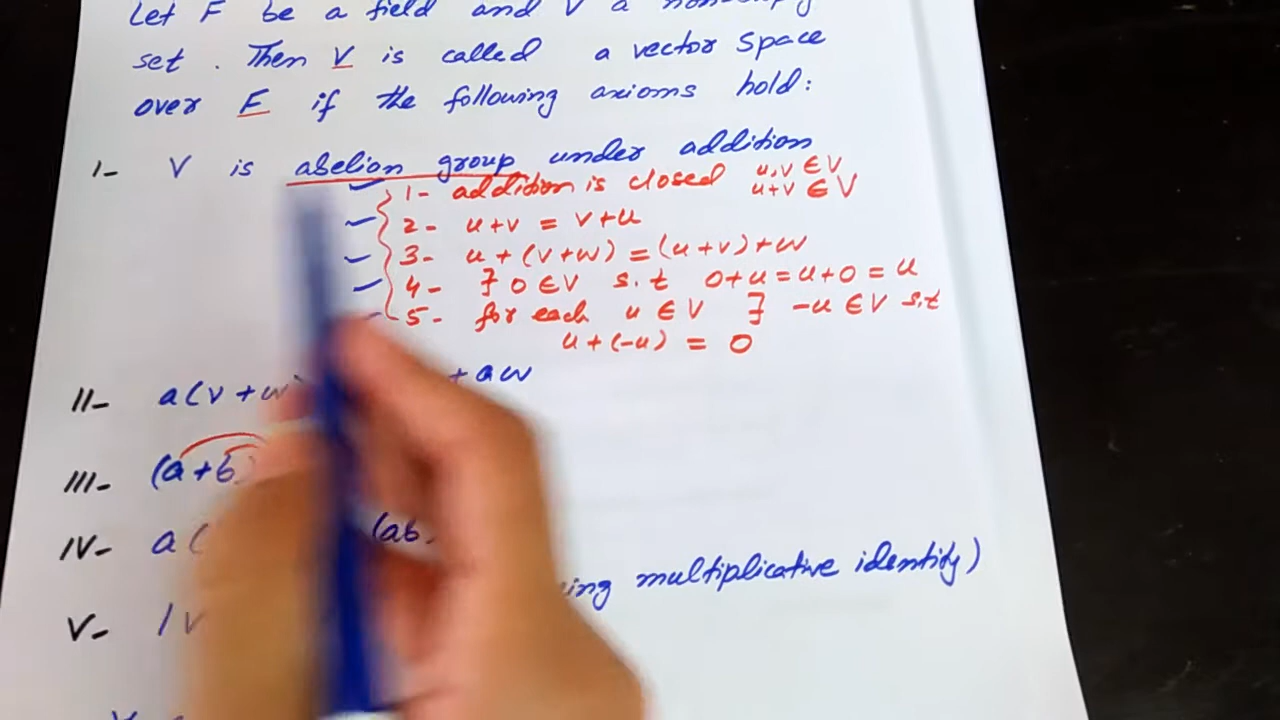 Let F be a field and V a
set. Then V is called a vector space
over F if the following axioms hold:
I- V is abelion group under addition
1- addition is closed u,v ∈ V
u+v ∈ V
2- u+v = v+u
3- u+(v+w) = (u+v)+w
4- ∃ 0 ∈ V s.t 0+u = u+0 = u
5- for each u ∈ V ∃ -u ∈ V s.t
u+(-u) = 0
II- a(v+w) + aw
III- (a+b)
IV- a( (ab
V- 1v multiplicative identity)